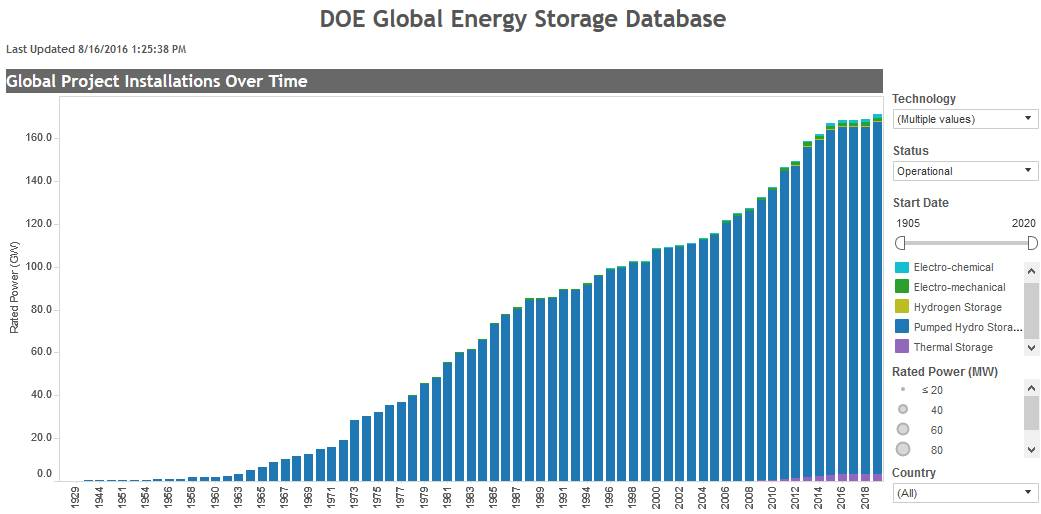 DOE Global Energy Storage Database
Last Updated 8/16/2016 1:25:38 PM
Global Project Installations Over Time
Rated Power (GW)
160.0
140.0
120.0
100.0
80.0
60.0
40.0
20.0
0.0
1929
1944
1951
1954
1956
1958
1960
1963
1965
1967
1969
1971
1973
1975
1977
1979
1981
1983
1985
1987
1989
1991
1994
1996
1998
2000
2002
2004
2006
2008
2010
2012
2014
2016
2018
Technology
(Multiple values)
Status
Operational
Start Date
1905 2020
Electro-chemical
Electro-mechanical
Hydrogen Storage
Pumped Hydro Stora...
Thermal Storage
Rated Power (MW)
≤ 20
40
60
80
Country
(All)